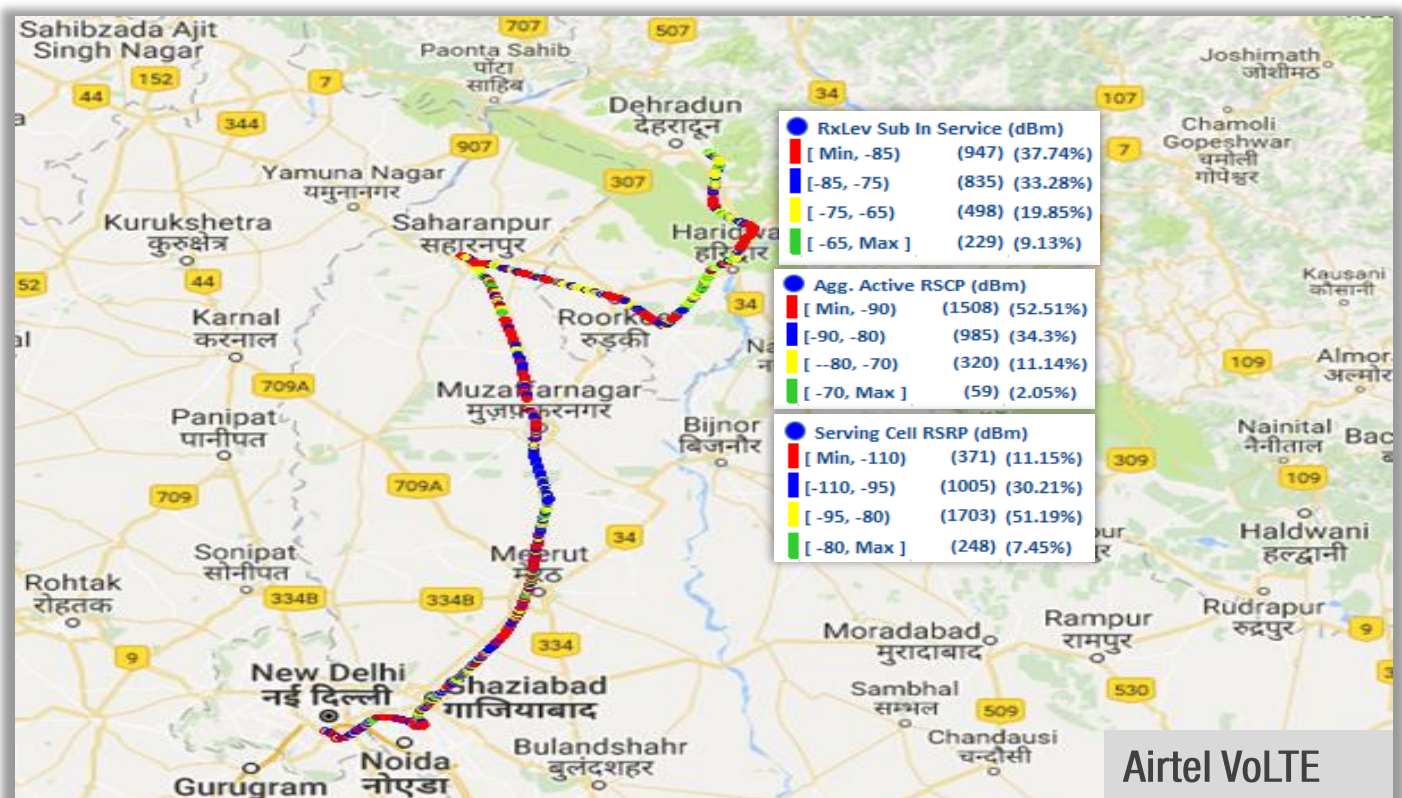 Sahibzada Ajit
Singh Nagar
707
507
Paonta Sahib
पोंटा
साहिब
Joshimath
जोशीमठ
152
7
44
34
107
Dehradun
देहरादून
344
907
Chamoli
Gopeshwar
चमोली
गोपेश्वर
7
Yamuna Nagar
यमुनानगर
307
Kurukshetra
कुरुक्षेत्र
Saharanpur
सहारनपुर
हरिद्वार
RxLev Sub In Service (dBm)
[ Min, -85) (947) (37.74%)
[-85, -75) (835) (33.28%)
[ -75, -65) (498) (19.85%)
[ -65, Max ] (229) (9.13%)
52
44
34
Kausani
कौसानी
Karnal
करनाल
रुड़की
Agg. Active RSCP (dBm)
[ Min, -90) (1508) (52.51%)
[-90, -80) (985) (34.3%)
[ --80, -70) (320) (11.14%)
[ -70, Max ] (59) (2.05%)
109
709A
Panipat
पानीपत
Bijnor
बिजनौर
Serving Cell RSRP (dBm)
[ Min, -110) (371) (11.15%)
[-110, -95) (1005) (30.21%)
[ -95, -80) (1703) (51.19%)
[ -80, Max ] (248) (7.45%)
Nainital
नैनीताल
309
109
709
709A
Sonipat
सोनीपत
34
Haldwani
हल्द्वानी
Rohtak
रोहतक
334B
334B
Rudrapur
रुद्रपुर
9
Rampur
रामपुर
Moradabad
मुरादाबाद
9
334
New Delhi
नई दिल्ली
गाजियाबाद
Sambhal
सम्भल
530
509
Chandausi
चन्दौसी
Noida
नोएडा
Bulandshahr
बुलंदशहर
Gurugram
Airtel VoLTE